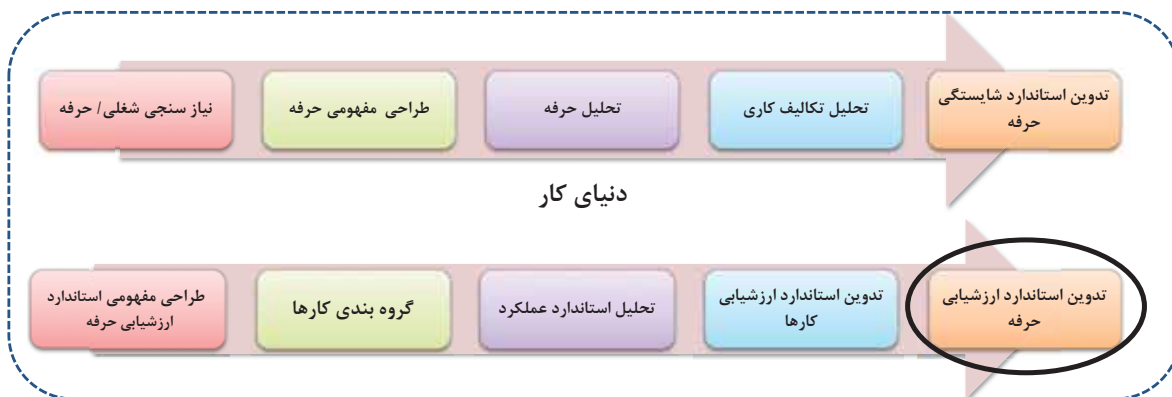 نیاز سنجی شغلی/ حرفه
طراحی مفهومی حرفه
تحلیل حرفه
تحلیل تکالیف کاری
تدوین استاندارد شایستگی
حرفه
دنیای کار
طراحی مفهومی استاندارد
ارزشیابی حرفه
گروه بندی کارها
تحلیل استاندارد عملکرد
تدوین استاندارد ارزشیابی
کارها
تدوین استاندارد ارزشیابی
حرفه